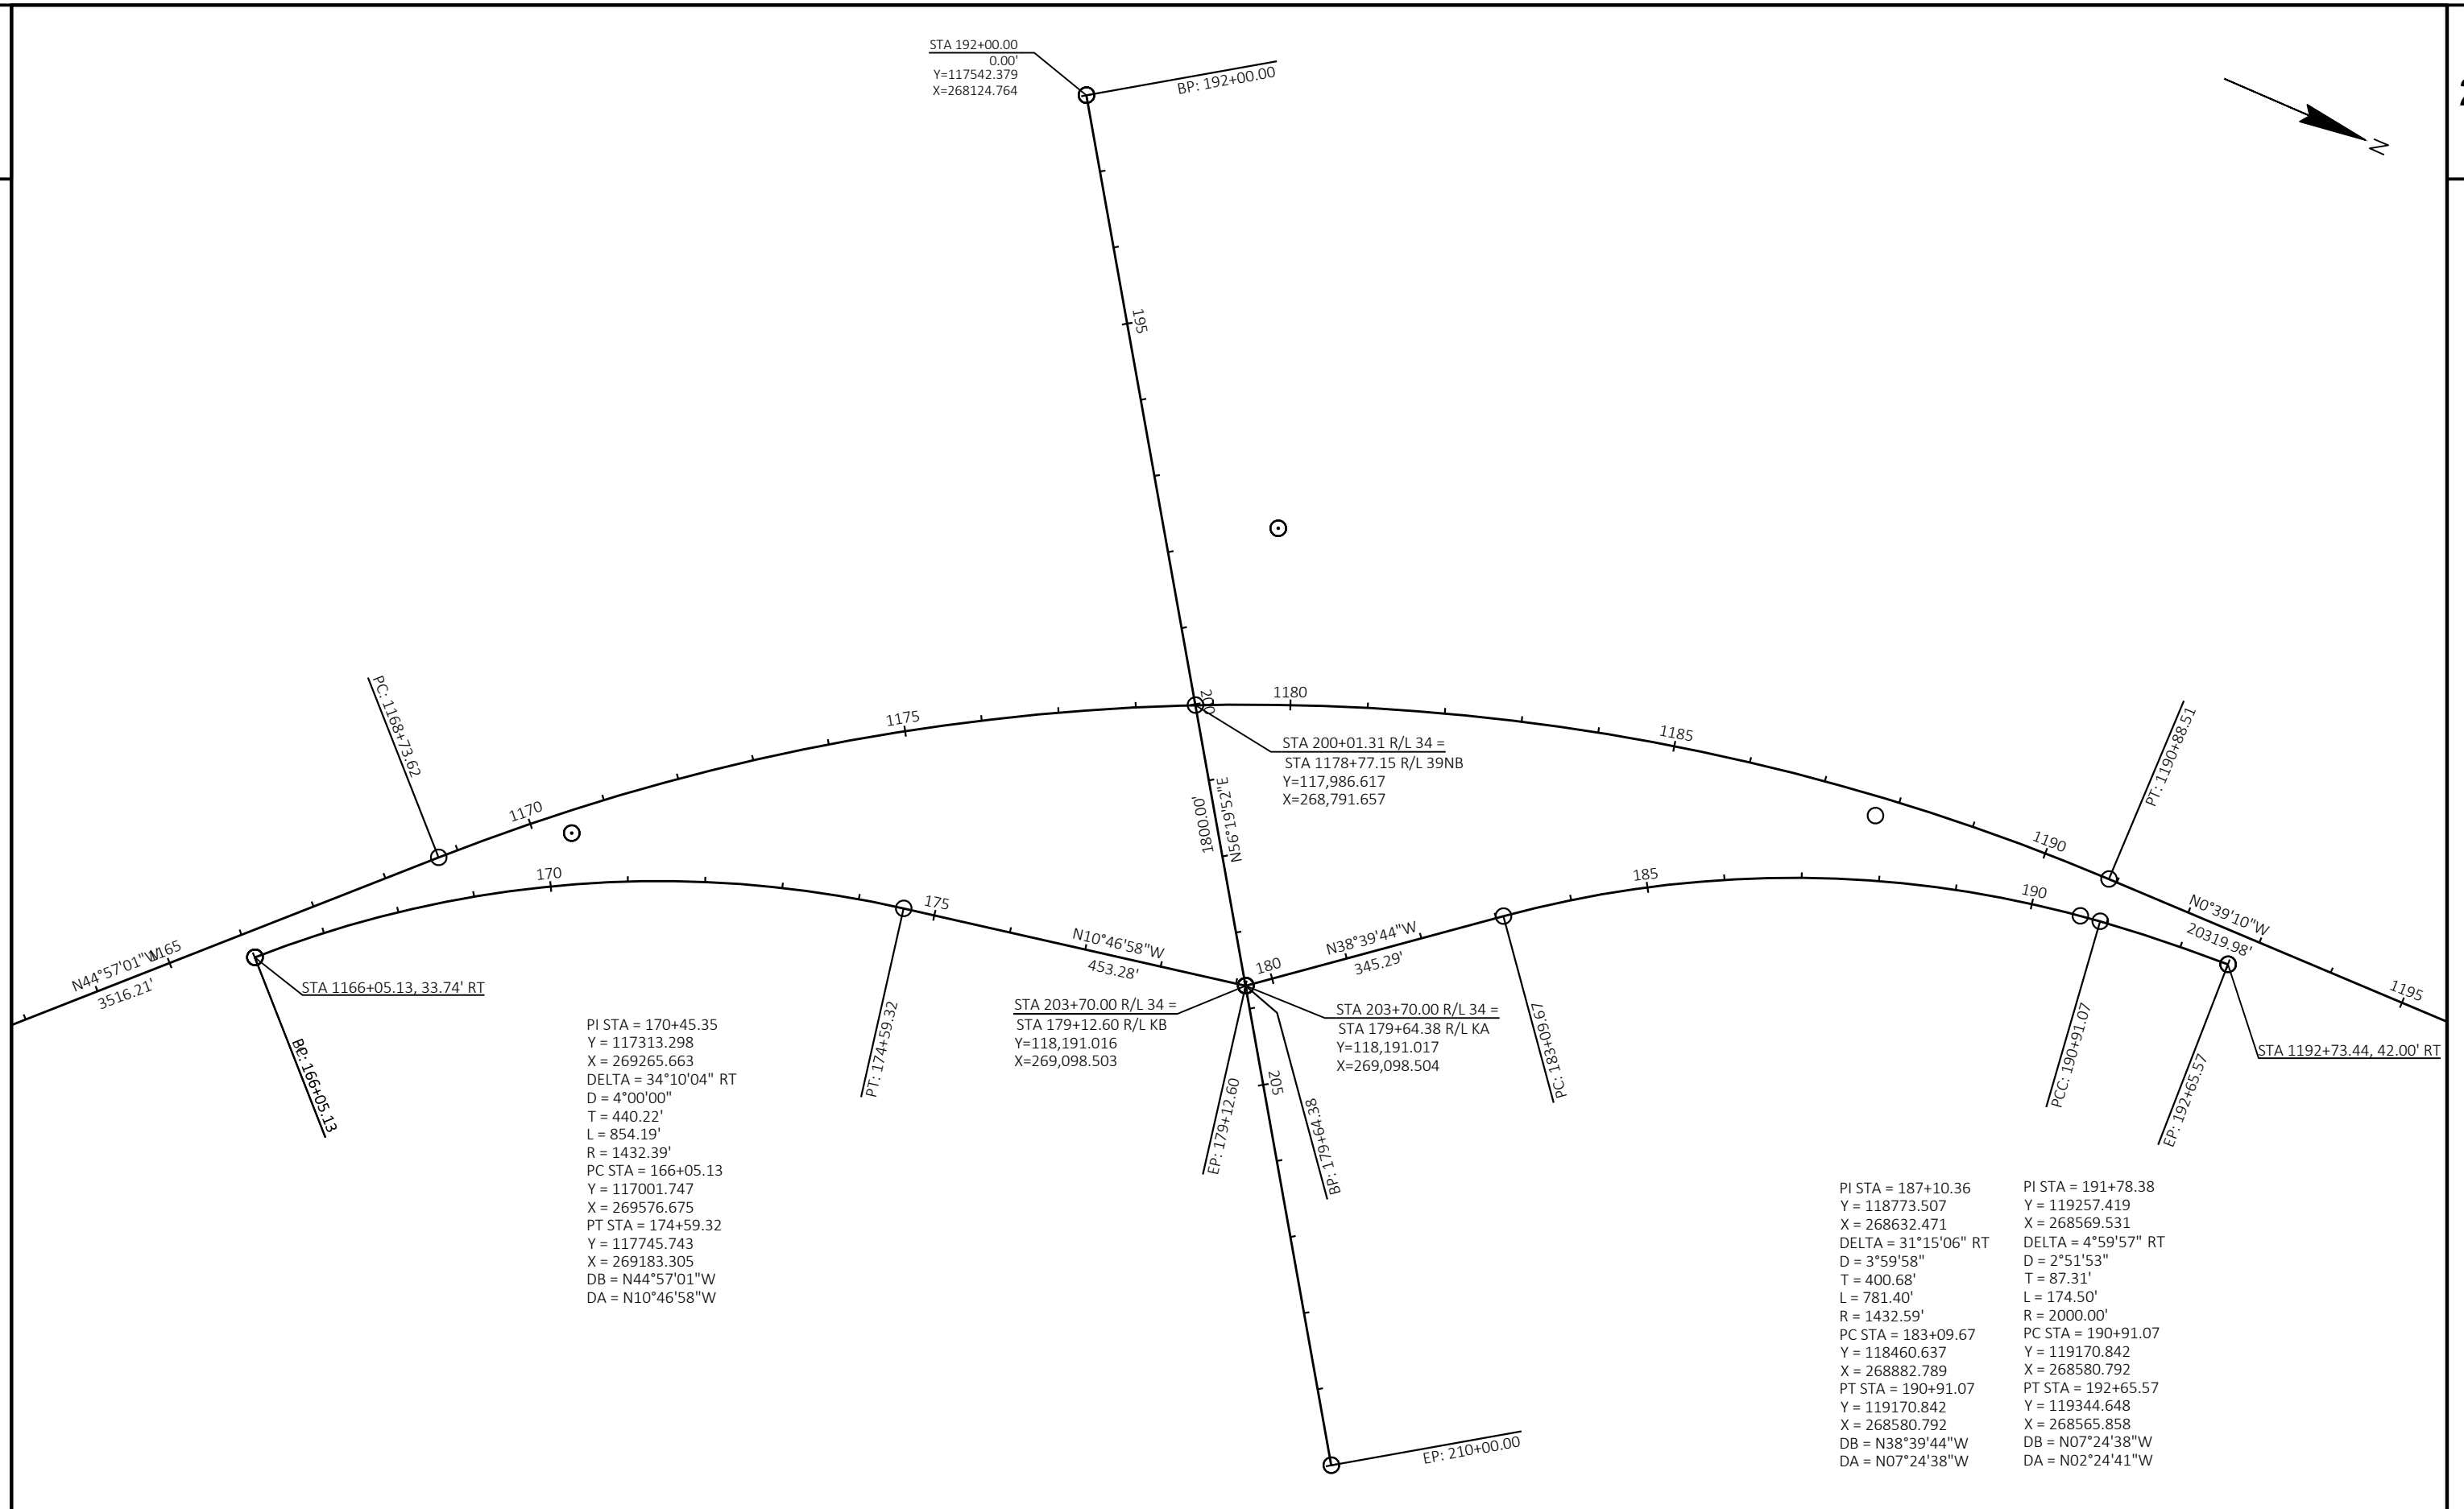 STA 192+00.00
0.00'
Y=117542.379
X=268124.764
BP: 192+00.00
N
195
PC: 1168+73.62
1170
1175
200
1180
1185
1190
PT: 1190+88.51
STA 200+01.31 R/L 34 =
STA 1178+77.15 R/L 39NB
Y=117,986.617
X=268,791.657
N56°19'52"E
1800.00'
N44°57'01"W
3516.21'
STA 1166+05.13, 33.74' RT
166+05.13
170
175
PT: 174+59.32
N10°46'58"W
453.28'
180
N38°39'44"W
345.29'
185
190
N0°39'10"W
20319.98'
1195
STA 203+70.00 R/L 34 =
STA 179+12.60 R/L KB
Y=118,191.016
X=269,098.503
STA 203+70.00 R/L 34 =
STA 179+64.38 R/L KA
Y=118,191.017
X=269,098.504
PC: 183+09.67
PCC: 190+91.07
EP: 192+65.57
STA 1192+73.44, 42.00' RT
EP: 179+12.60
205
BP: 179+64.38
EP: 210+00.00
PI STA = 170+45.35
Y = 117313.298
X = 269265.663
DELTA = 34°10'04" RT
D = 4°00'00"
T = 440.22'
L = 854.19'
R = 1432.39'
PC STA = 166+05.13
Y = 117001.747
X = 269576.675
PT STA = 174+59.32
Y = 117745.743
X = 269183.305
DB = N44°57'01"W
DA = N10°46'58"W
PI STA = 187+10.36
Y = 118773.507
X = 268632.471
DELTA = 31°15'06" RT
D = 3°59'58"
T = 400.68'
L = 781.40'
R = 1432.59'
PC STA = 183+09.67
Y = 118460.637
X = 268882.789
PT STA = 190+91.07
Y = 119170.842
X = 268580.792
DB = N38°39'44"W
DA = N07°24'38"W
PI STA = 191+78.38
Y = 119257.419
X = 268569.531
DELTA = 4°59'57" RT
D = 2°51'53"
T = 87.31'
L = 174.50'
R = 2000.00'
PC STA = 190+91.07
Y = 119170.842
X = 268580.792
PT STA = 192+65.57
Y = 119344.648
X = 268565.858
DB = N07°24'38"W
DA = N02°24'41"W